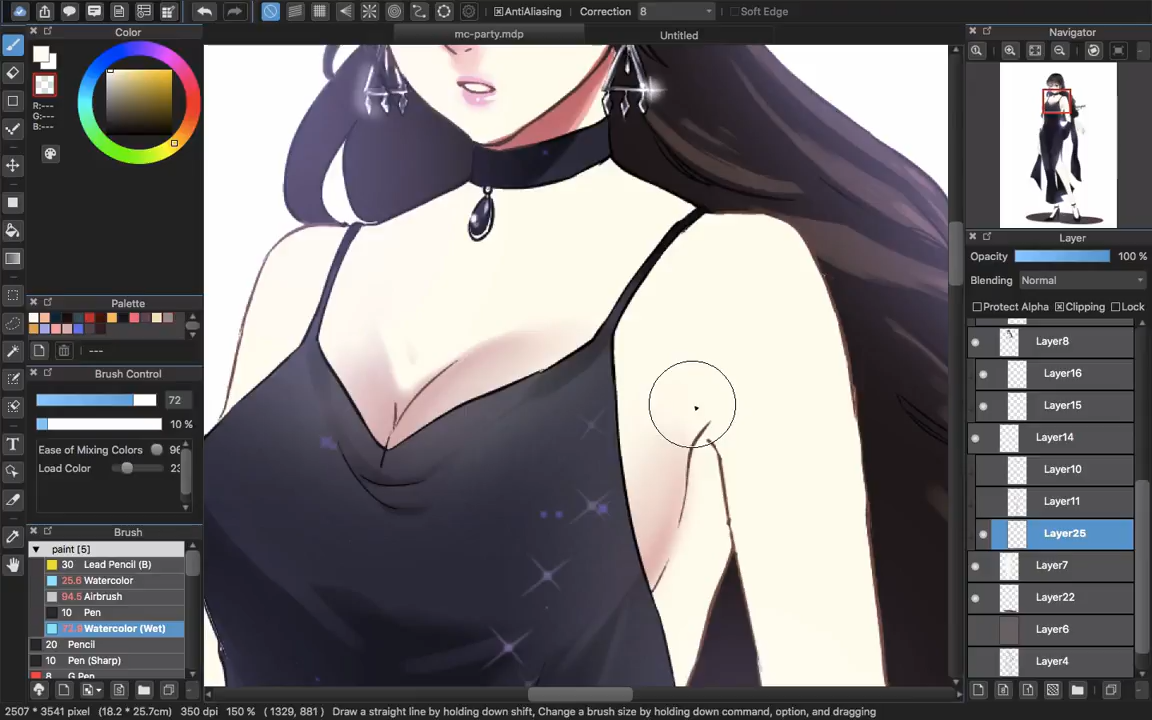 AntiAliasing Correction 8 Soft Edge
mc-party.mdp Untitled
Color
R:---
G:---
B:---
Palette
---
Brush Control
72
10 %
Ease of Mixing Colors 96
Load Color 23
Brush
paint [5]
30 Lead Pencil (B)
25.6 Watercolor
94.5 Airbrush
10 Pen
Watercolor (Wet)
20 Pencil
10 Pen (Sharp)
8 G Pen
T
Navigator
Layer
Opacity 100 %
Blending Normal
Protect Alpha Clipping Lock
Layer8
Layer16
Layer15
Layer14
Layer10
Layer11
Layer25
Layer7
Layer22
Layer6
Layer4
2507 * 3541 pixel (18.2 * 25.7cm) 350 dpi 150 % ( 1329, 881 ) Draw a straight line by holding down shift, Change a brush size by holding down command, option, and dragging